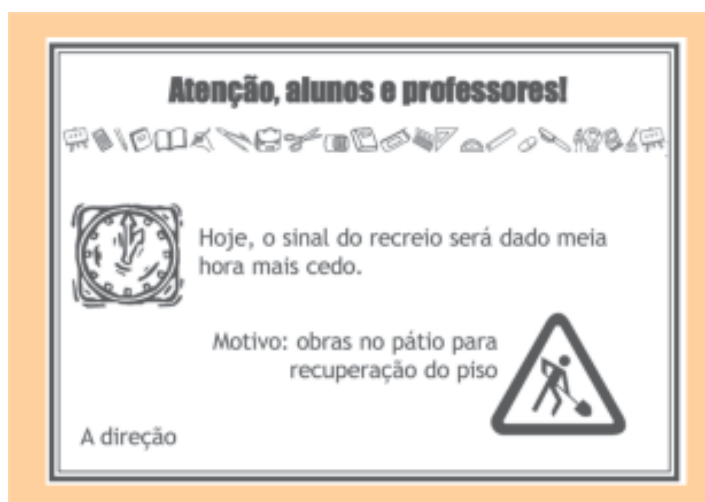 Atenção, alunos e professores!
Hoje, o sinal do recreio será dado meia
hora mais cedo.
Motivo: obras no pátio para
recuperação do piso
A direção